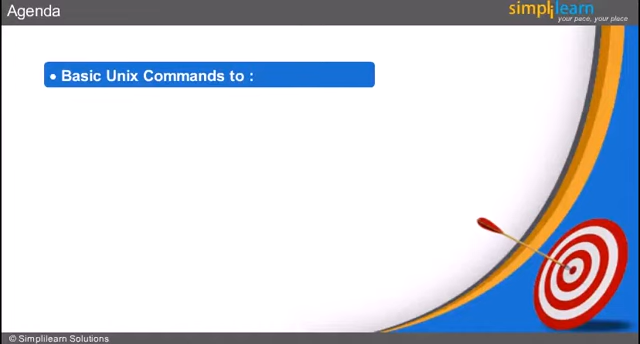 Agenda
simplilearn
your pace, your place
• Basic Unix Commands to :
© Simplilearn Solutions